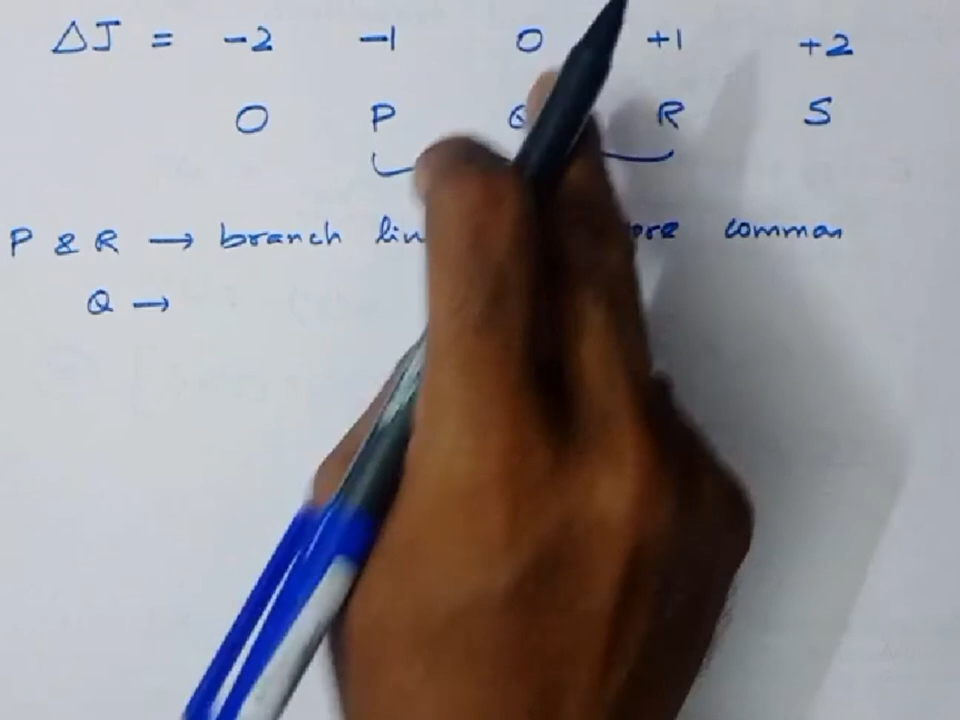 ΔJ = -2 -1 0 +1 +2
O P Q R S
P & R → branch common
Q →